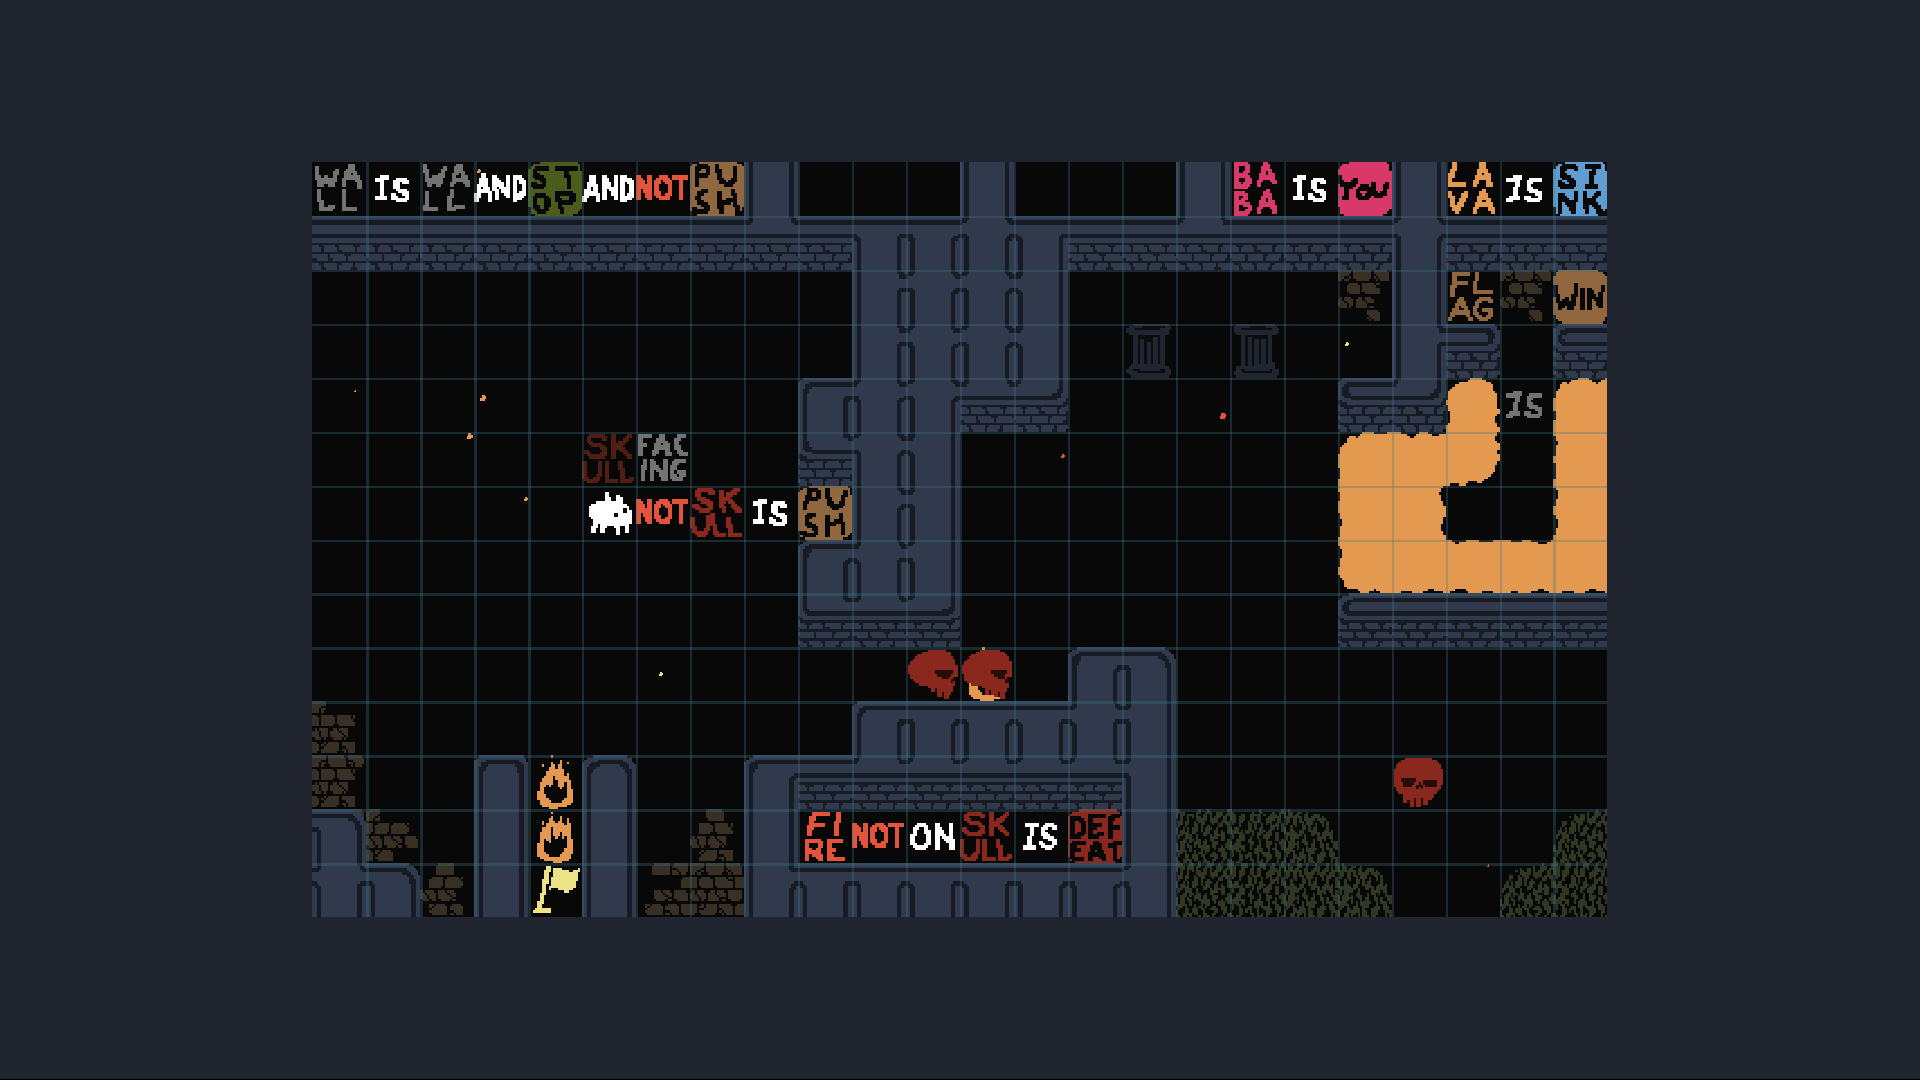 WALL IS WALL AND STOP AND NOT PUSH
BABA IS YOU
LAVA IS SINK
FLAG WIN
IS
SKULL FACING
NOT SKULL IS PUSH
FIRE NOT ON SKULL IS DEFEAT